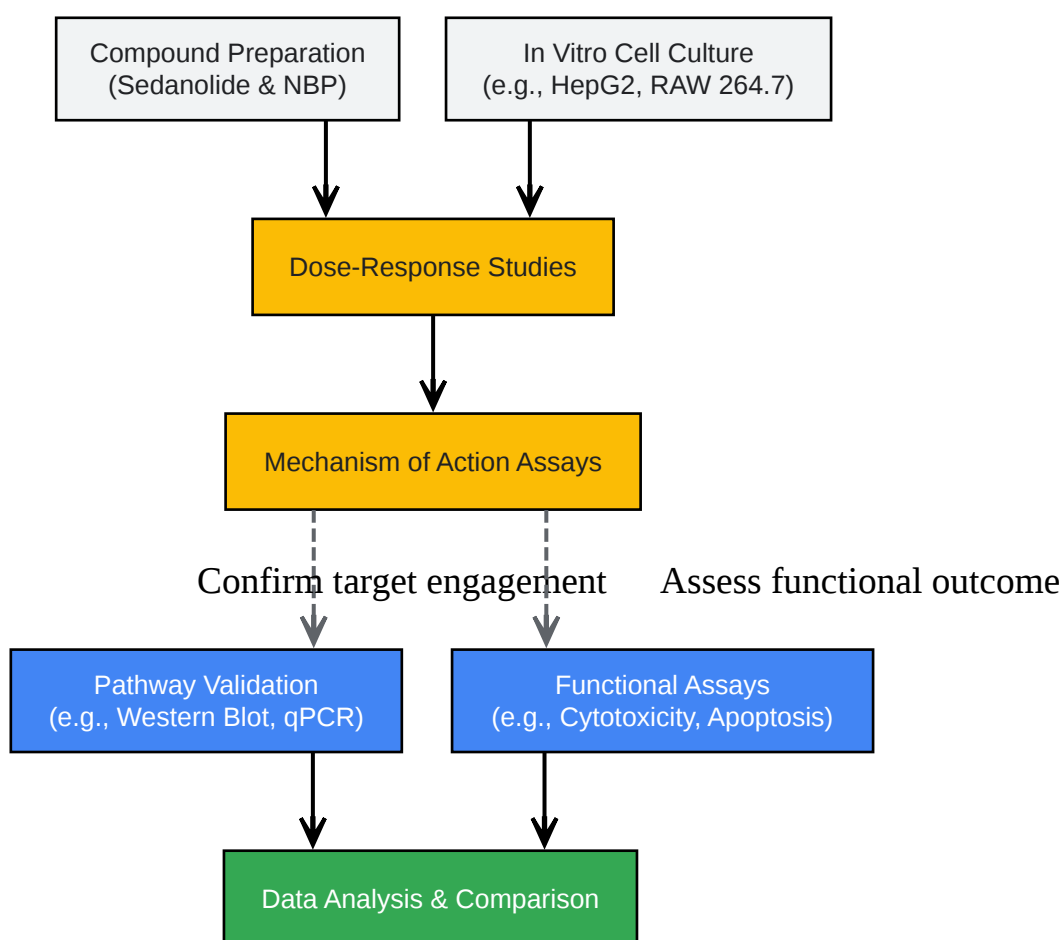 Compound Preparation
(Sedanolide & NBP)
In Vitro Cell Culture
(e.g., HepG2, RAW 264.7)
Dose-Response Studies
Mechanism of Action Assays
Confirm target engagement
Assess functional outcome
Pathway Validation
(e.g., Western Blot, qPCR)
Functional Assays
(e.g., Cytotoxicity, Apoptosis)
Data Analysis & Comparison